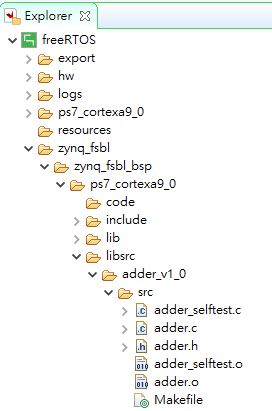 Explorer
freeRTOS
export
hw
logs
ps7_cortexa9_0
resources
zynq_fsbl
zynq_fsbl_bsp
ps7_cortexa9_0
code
include
lib
libsrc
adder_v1_0
src
adder_selftest.c
adder.c
adder.h
adder_selftest.o
adder.o
Makefile